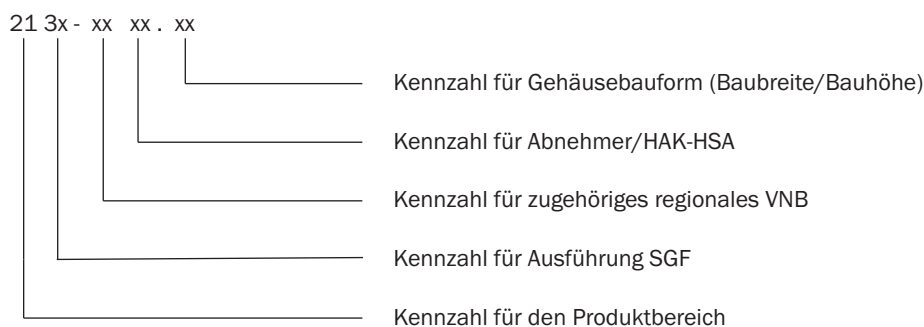 21 3x - xx xx . xx
Kennzahl für Gehäusebauform (Baubreite/Bauhöhe)
Kennzahl für Abnehmer/HAK-HSA
Kennzahl für zugehöriges regionales VNB
Kennzahl für Ausführung SGF
Kennzahl für den Produktbereich